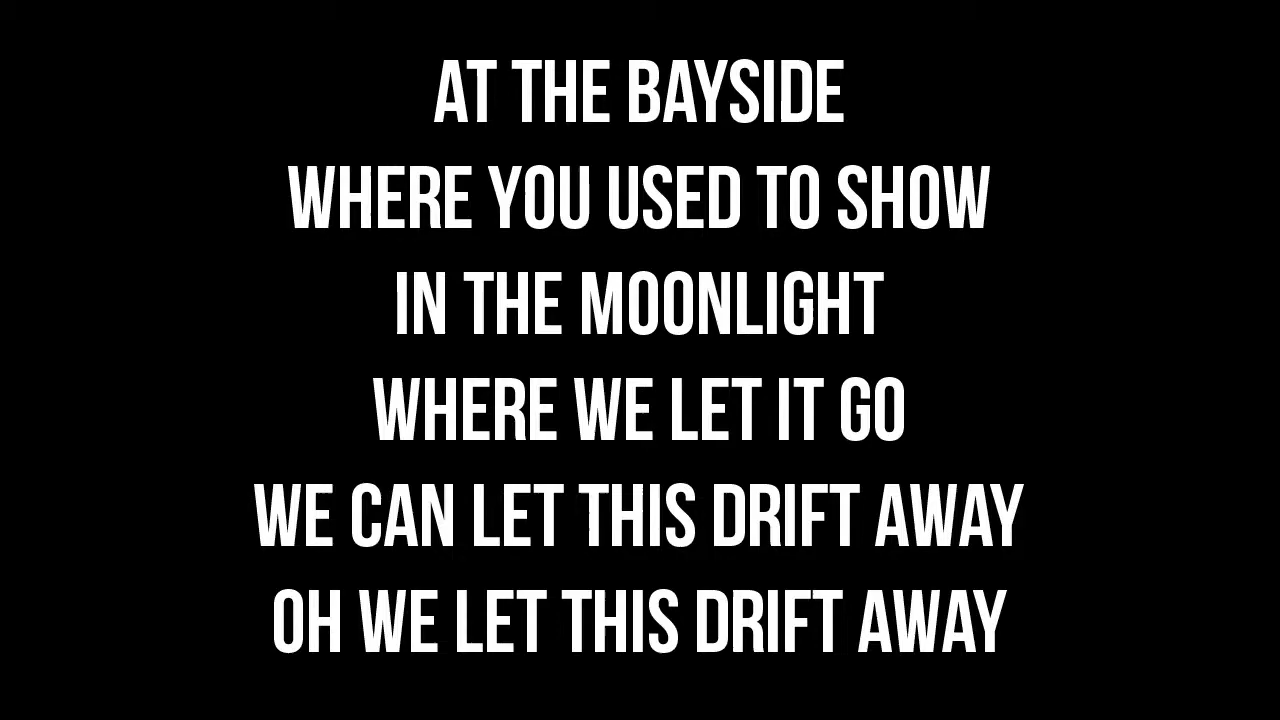 AT THE BAYSIDE
WHERE YOU USED TO SHOW
IN THE MOONLIGHT
WHERE WE LET IT GO
WE CAN LET THIS DRIFT AWAY
OH WE LET THIS DRIFT AWAY